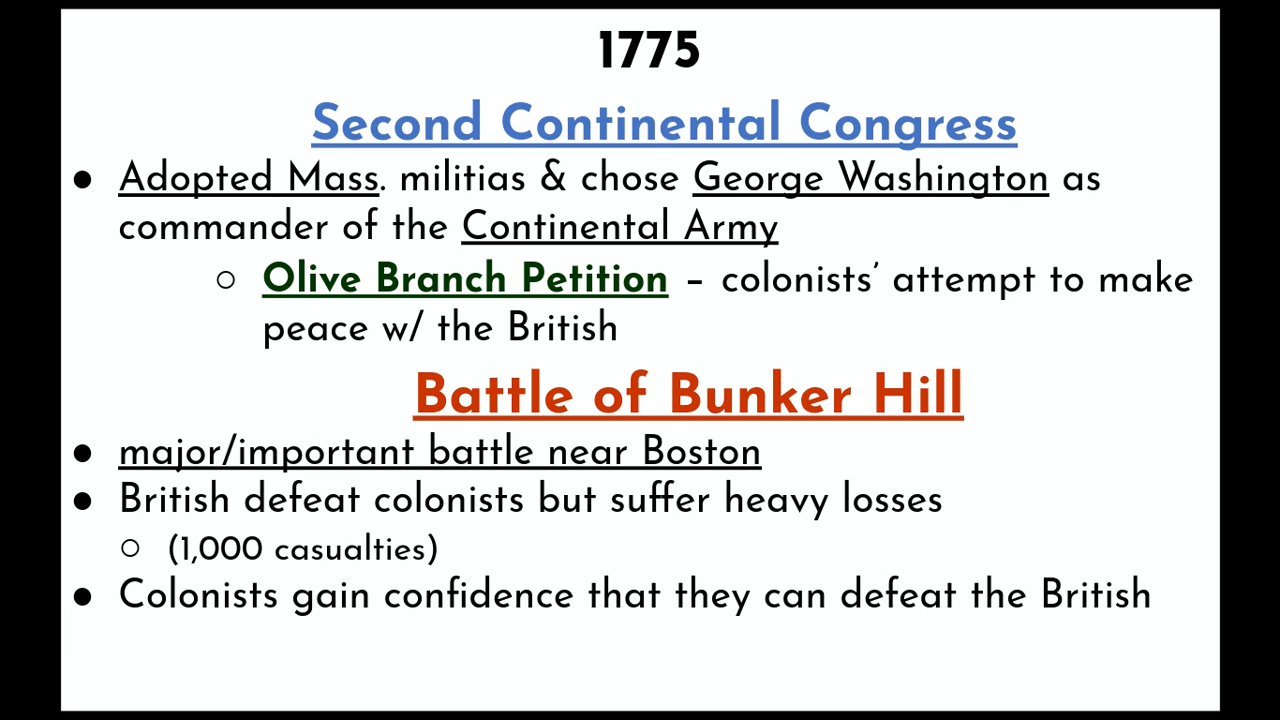 1775
Second Continental Congress
● Adopted Mass. militias & chose George Washington as
commander of the Continental Army
○ Olive Branch Petition – colonists’ attempt to make
peace w/ the British
Battle of Bunker Hill
● major/important battle near Boston
● British defeat colonists but suffer heavy losses
○ (1,000 casualties)
● Colonists gain confidence that they can defeat the British